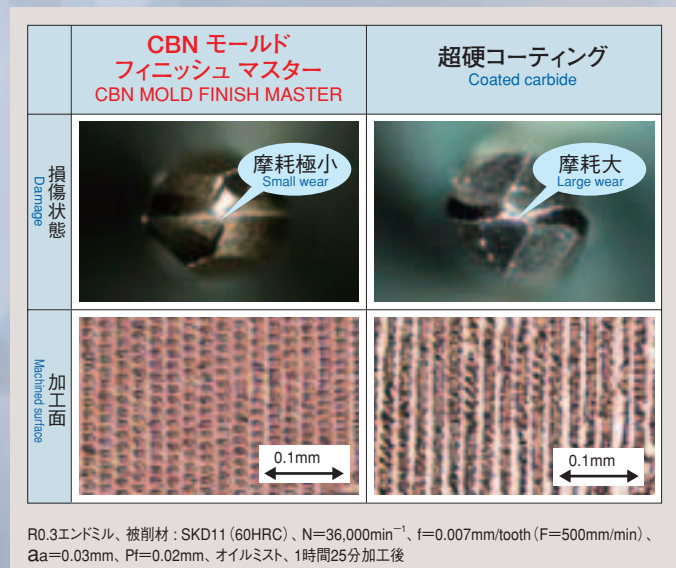 CBN モールド
フィニッシュ マスター
CBN MOLD FINISH MASTER
超硬コーティング
Coated carbide
損傷状態
Damage
摩耗極小
Small wear
摩耗大
Large wear
加工面
Machined surface
0.1mm
0.1mm
R0.3エンドミル、被削材：SKD11（60HRC）、N=36,000min⁻¹、f=0.007mm/tooth（F=500mm/min）、
aa=0.03mm、Pf=0.02mm、オイルミスト、1時間25分加工後